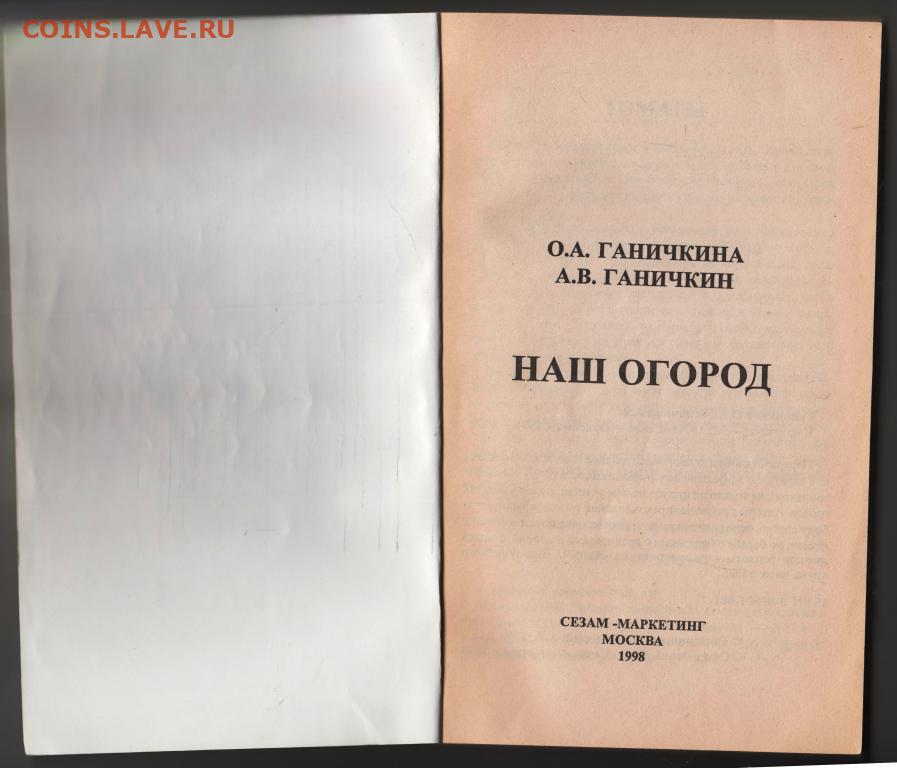 COINS.LAVE.RU
О.А. ГАНИЧКИНА
А.В. ГАНИЧКИН
НАШ ОГОРОД
СЕЗАМ -МАРКЕТИНГ
МОСКВА
1998